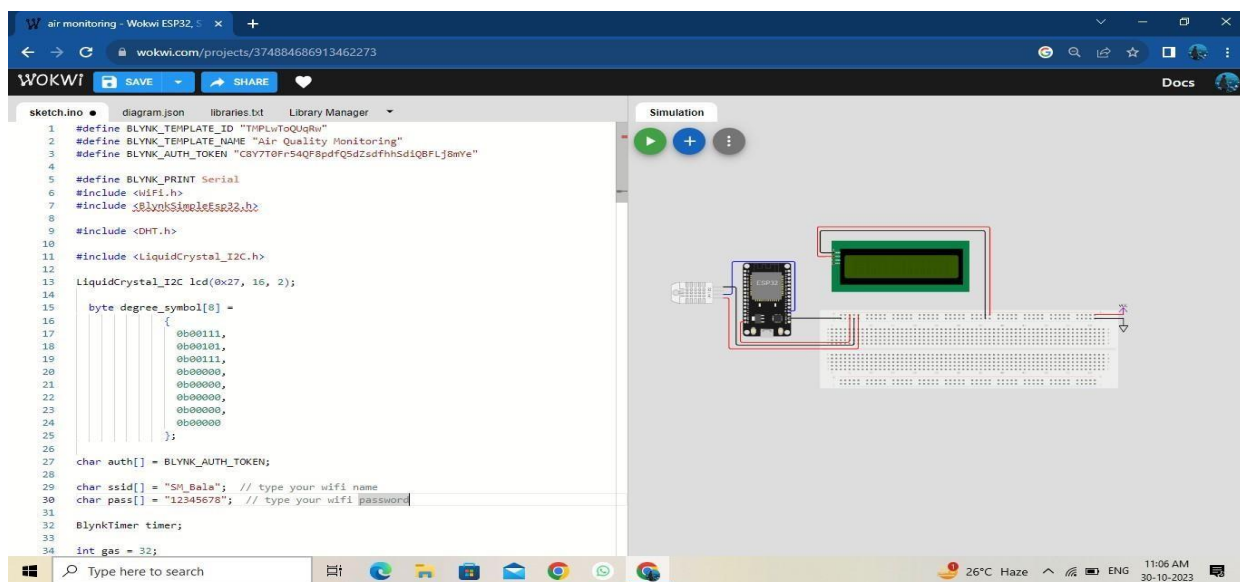 air monitoring - Wokwi ESP32, S
wokwi.com/projects/374884686913462273
WOKWI SAVE SHARE Docs
sketch.ino diagram.json libraries.txt Library Manager Simulation
1 #define BLYNK_TEMPLATE_ID "TMPLwToQUqRw"
2 #define BLYNK_TEMPLATE_NAME "Air Quality Monitoring"
3 #define BLYNK_AUTH_TOKEN "C8Y7T0Fr54QF8pdfQ5dZsdfhhSdiQBFLj8mYe"
4
5 #define BLYNK_PRINT Serial
6 #include <WiFi.h>
7 #include <BlynkSimpleEsp32.h>
8
9 #include <DHT.h>
10
11 #include <LiquidCrystal_I2C.h>
12
13 LiquidCrystal_I2C lcd(0x27, 16, 2);
14
15 byte degree_symbol[8] =
16 {
17 0b00111,
18 0b00101,
19 0b00111,
20 0b00000,
21 0b00000,
22 0b00000,
23 0b00000,
24 0b00000
25 };
26
27 char auth[] = BLYNK_AUTH_TOKEN;
28
29 char ssid[] = "SM_Bala"; // type your wifi name
30 char pass[] = "12345678"; // type your wifi password
31
32 BlynkTimer timer;
33
34 int gas = 32;
ESP32
VCC
Type here to search
9
26°C Haze
ENG
11:06 AM
30-10-2023